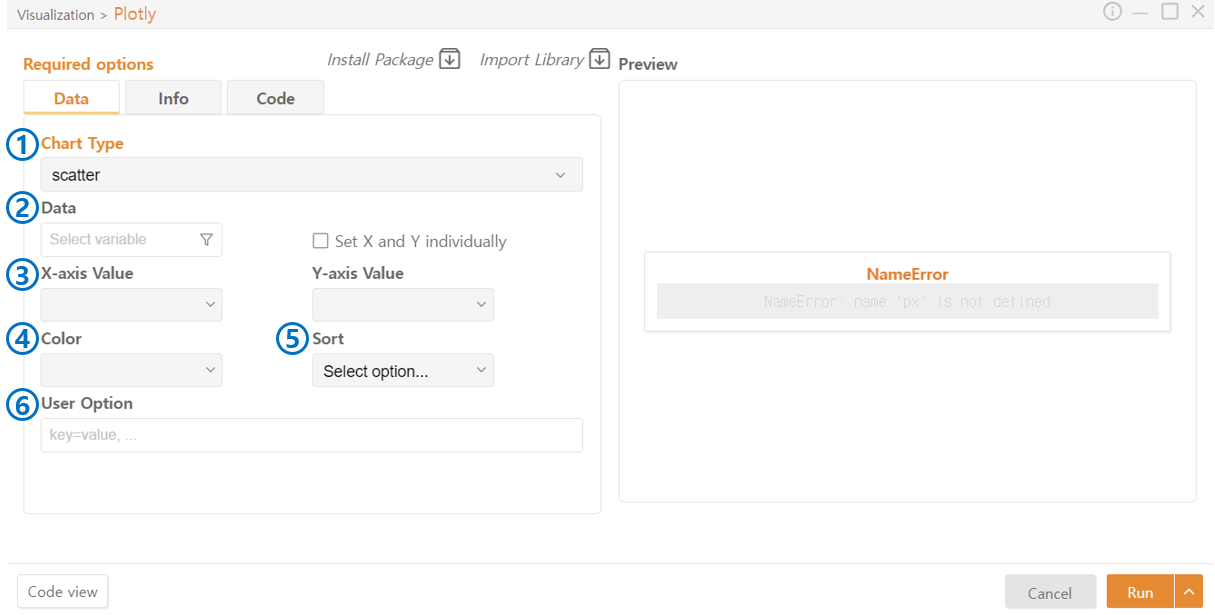 Visualization > Plotly
Required options
Install Package
Import Library
Preview
Data
Info
Code
① Chart Type
scatter
② Data
Select variable
Set X and Y individually
③ X-axis Value
Y-axis Value
④ Color
⑤ Sort
Select option...
⑥ User Option
key=value, ...
NameError
NameError: name 'px' is not defined
Code view
Cancel
Run